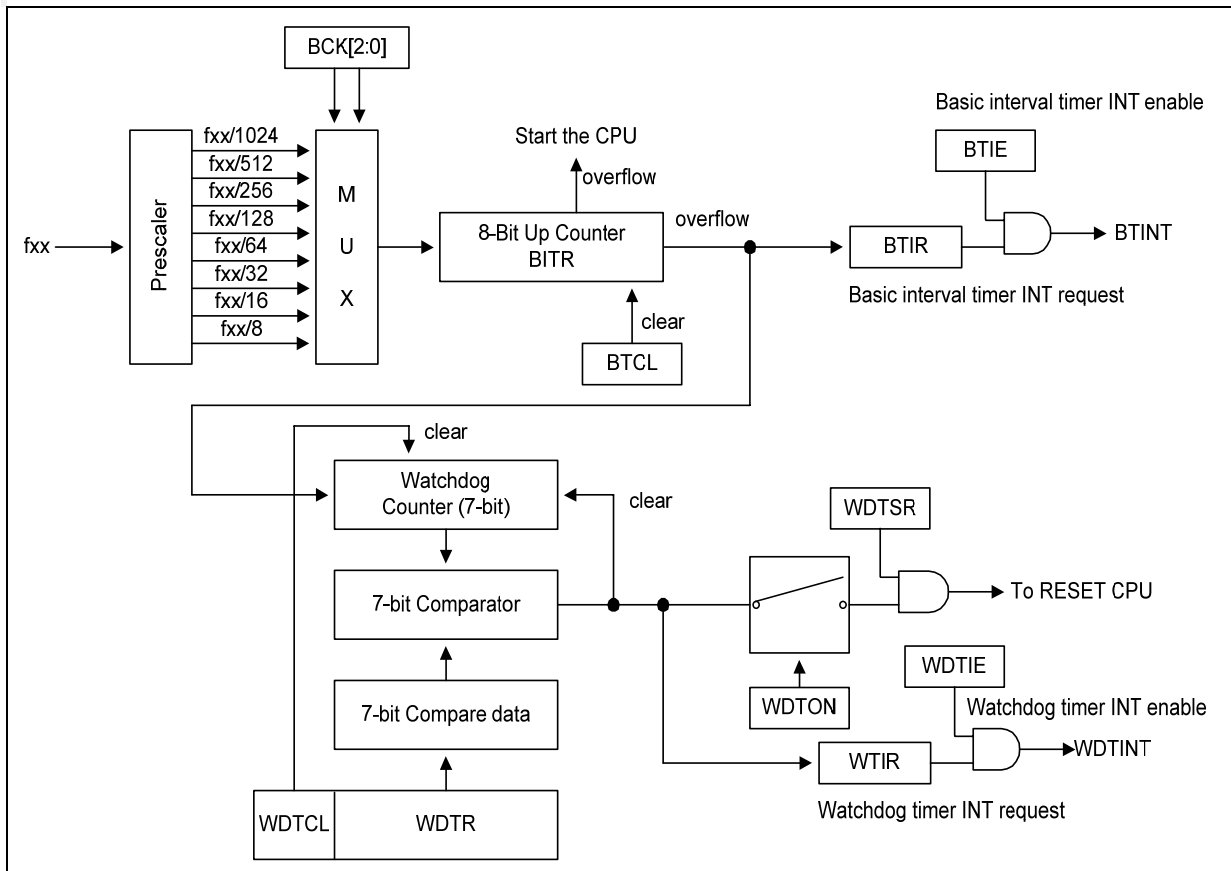 BCK[2:0]
Basic interval timer INT enable
fxx/1024
fxx/512
fxx/256
fxx/128
fxx/64
fxx/32
fxx/16
fxx/8
fxx
Prescaler
M
U
X
Start the CPU
overflow
8-Bit Up Counter
BITR
overflow
clear
BTCL
BTIE
BTIR
BTINT
Basic interval timer INT request
clear
Watchdog
Counter (7-bit)
clear
7-bit Comparator
7-bit Compare data
WDTCL
WDTR
WDTSR
To RESET CPU
WDTON
WDTIE
Watchdog timer INT enable
WTIR
WDTINT
Watchdog timer INT request